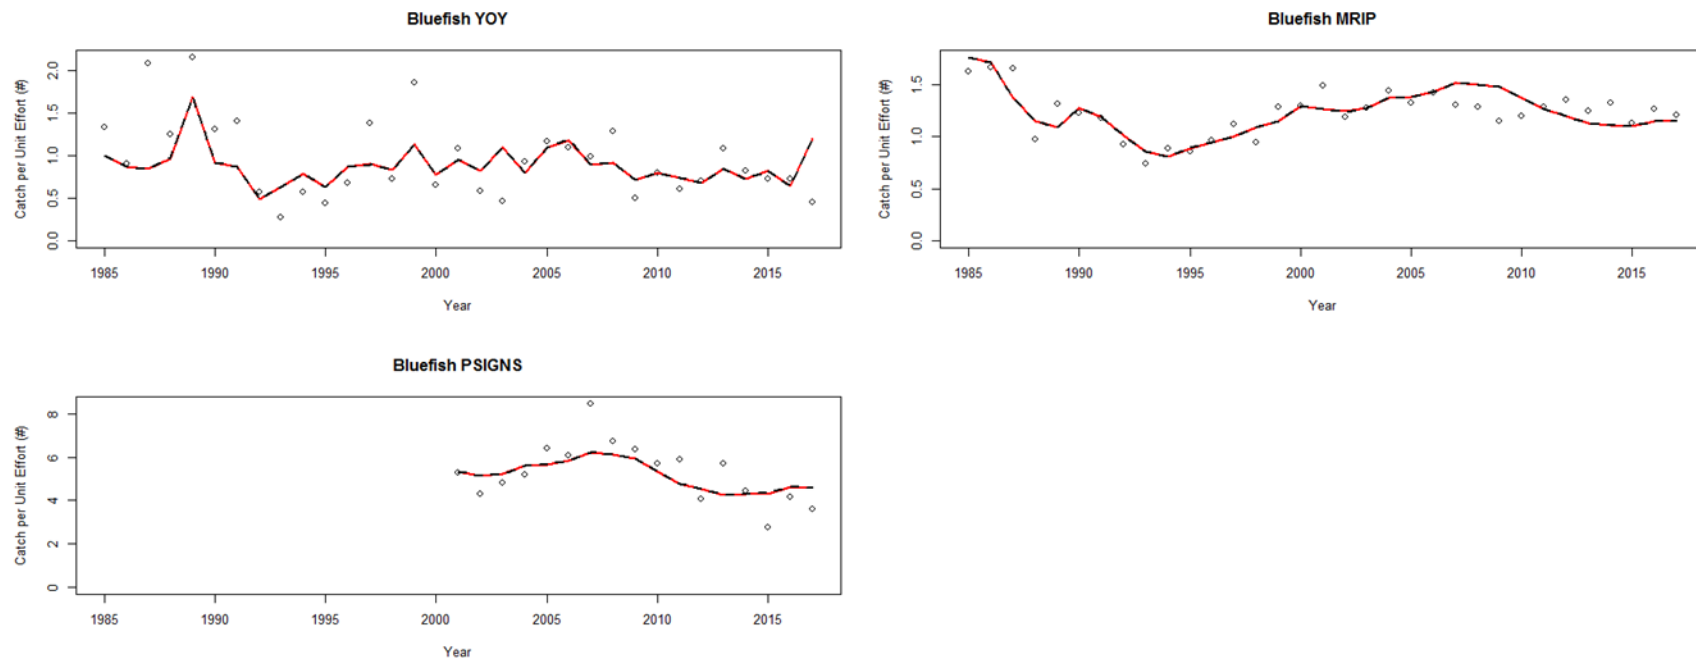 Bluefish YOY
Catch per Unit Effort (#)
0.0 0.5 1.0 1.5 2.0
1985 1990 1995 2000 2005 2010 2015
Year
Bluefish MRIP
Catch per Unit Effort (#)
0.0 0.5 1.0 1.5
1985 1990 1995 2000 2005 2010 2015
Year
Bluefish PSIGNS
Catch per Unit Effort (#)
0 2 4 6 8
1985 1990 1995 2000 2005 2010 2015
Year